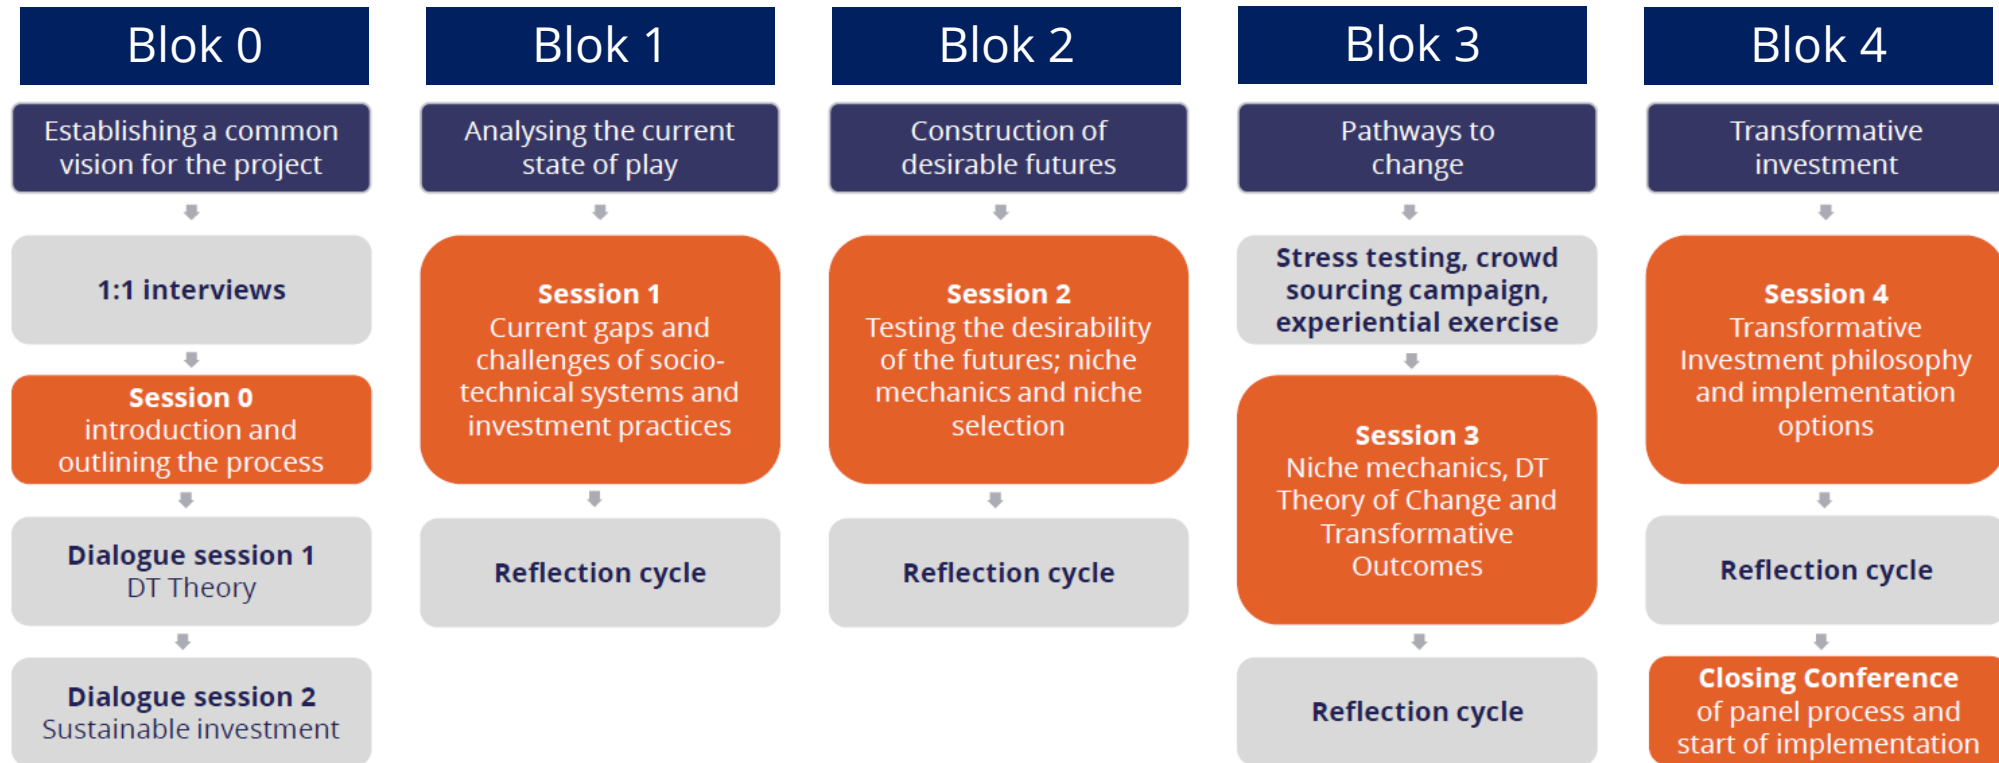 Blok 0
Establishing a common
vision for the project
1:1 interviews
Session 0
introduction and
outlining the process
Dialogue session 1
DT Theory
Dialogue session 2
Sustainable investment
Blok 1
Analysing the current
state of play
Session 1
Current gaps and
challenges of socio-
technical systems and
investment practices
Reflection cycle
Blok 2
Construction of
desirable futures
Session 2
Testing the desirability
of the futures; niche
mechanics and niche
selection
Reflection cycle
Blok 3
Pathways to
change
Stress testing, crowd
sourcing campaign,
experiential exercise
Session 3
Niche mechanics, DT
Theory of Change and
Transformative
Outcomes
Reflection cycle
Blok 4
Transformative
investment
Session 4
Transformative
Investment philosophy
and implementation
options
Reflection cycle
Closing Conference
of panel process and
start of implementation